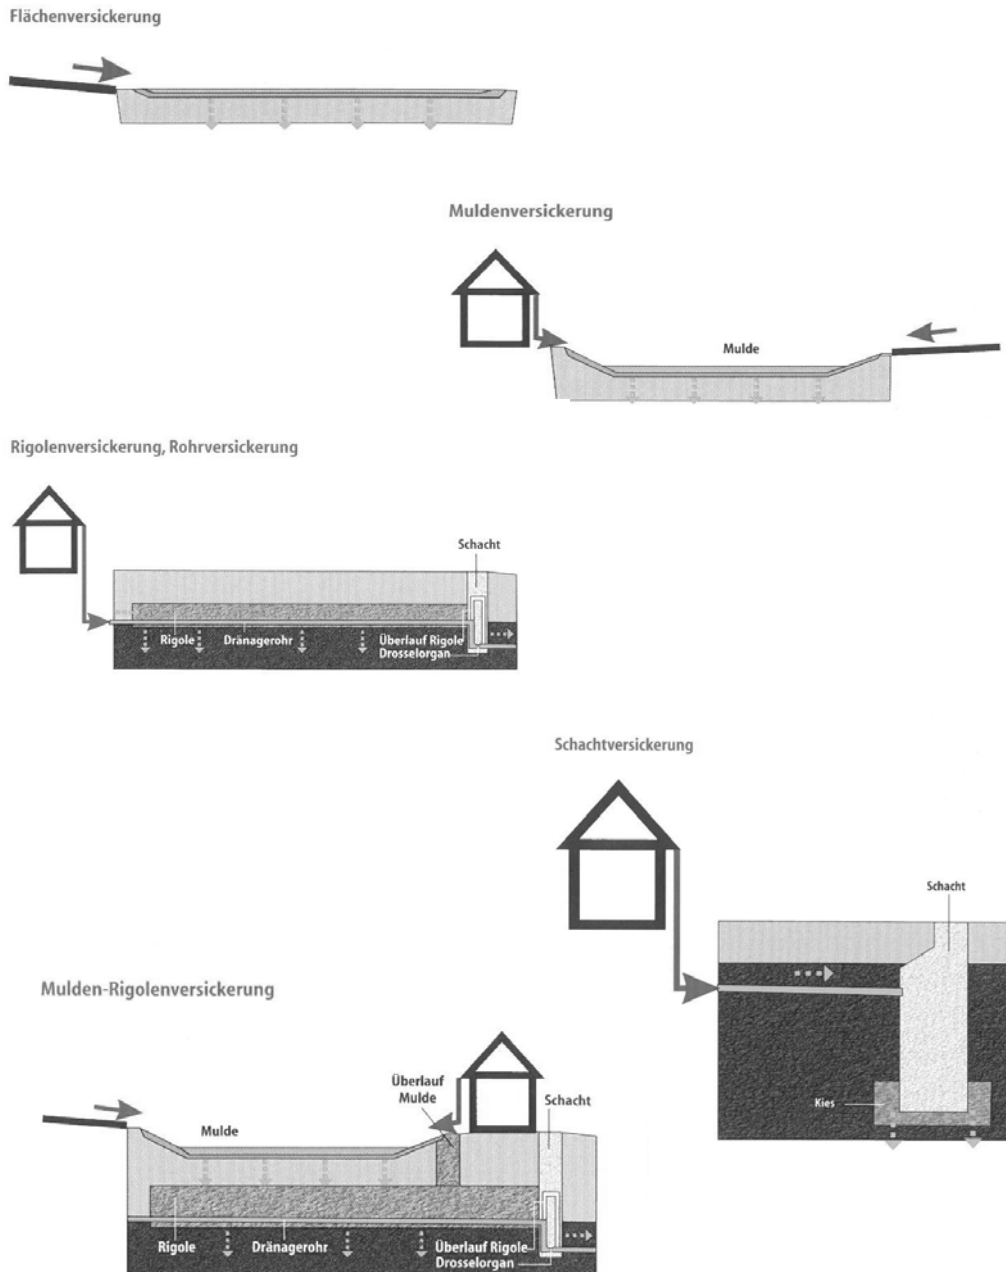 Flächenversickerung
Muldenversickerung
Mulde
Rigolenversickerung, Rohrversickerung
Schacht
Rigole
Dränagerohr
Überlauf Rigole
Drosselorgan
Schachtversickerung
Schacht
Kies
Mulden-Rigolenversickerung
Überlauf
Mulde
Schacht
Mulde
Rigole
Dränagerohr
Überlauf Rigole
Drosselorgan